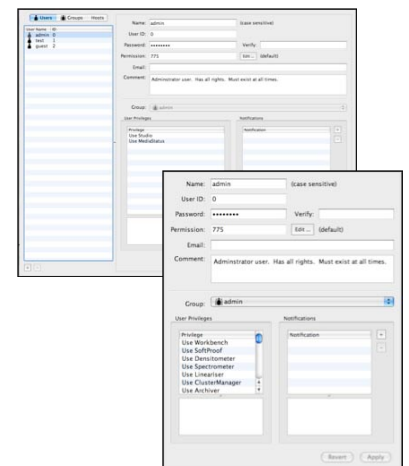 Users Groups Hosts
User Name ID
admin 0
test 1
guest 2
Name: admin (case sensitive)
User ID: 0
Password: •••••••• Verify:
Permission: 775 Edit ... (default)
Email:
Comment: Adminstrator user. Has all rights. Must exist at all times.
Group: admin
User Privileges Notifications
Privilege Notification
Use Studio
Use MediaStatus
Name: admin (case sensitive)
User ID: 0
Password: •••••••• Verify:
Permission: 775 Edit ... (default)
Email:
Comment: Adminstrator user. Has all rights. Must exist at all times.
Group: admin
User Privileges Notifications
Privilege Notification
Use Workbench
Use SoftProof
Use Densitometer
Use Spectrometer
Use Lineariser
Use ClusterManager
Use Archiver
Revert Apply